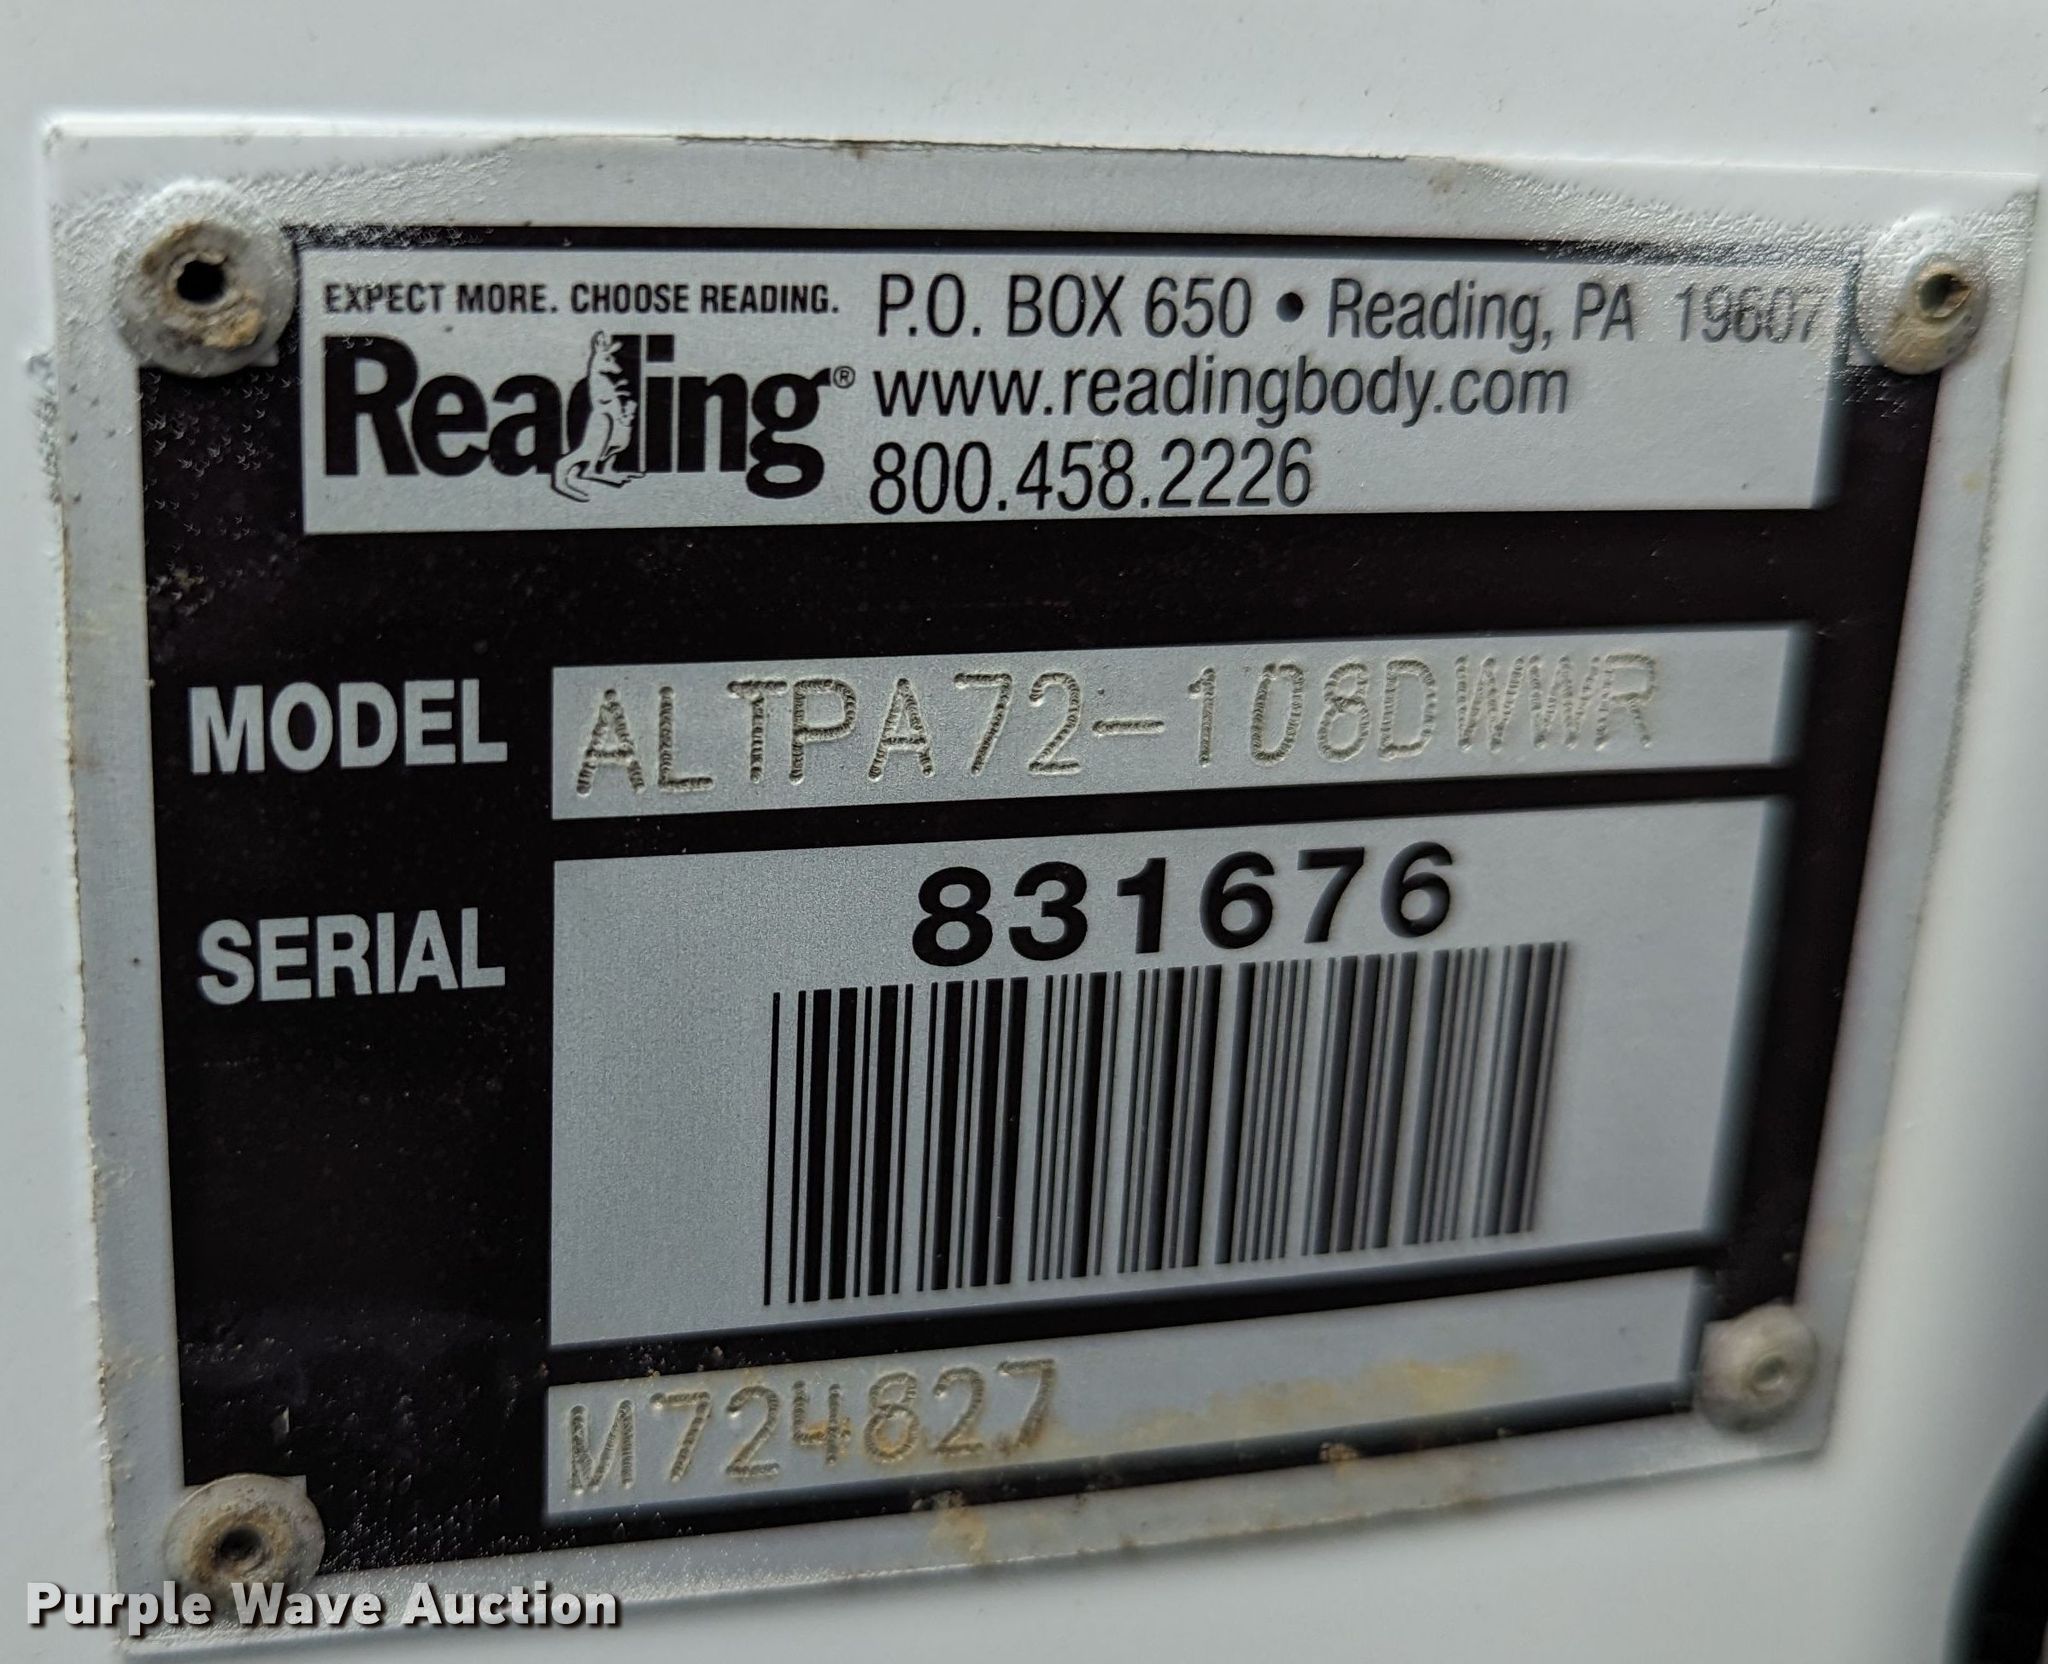 EXPECT MORE. CHOOSE READING.
Reading®
P.O. BOX 650 • Reading, PA 19607
www.readingbody.com
800.458.2226
MODEL ALTPA72-108DWWR
SERIAL 831676
M724827
Purple Wave Auction